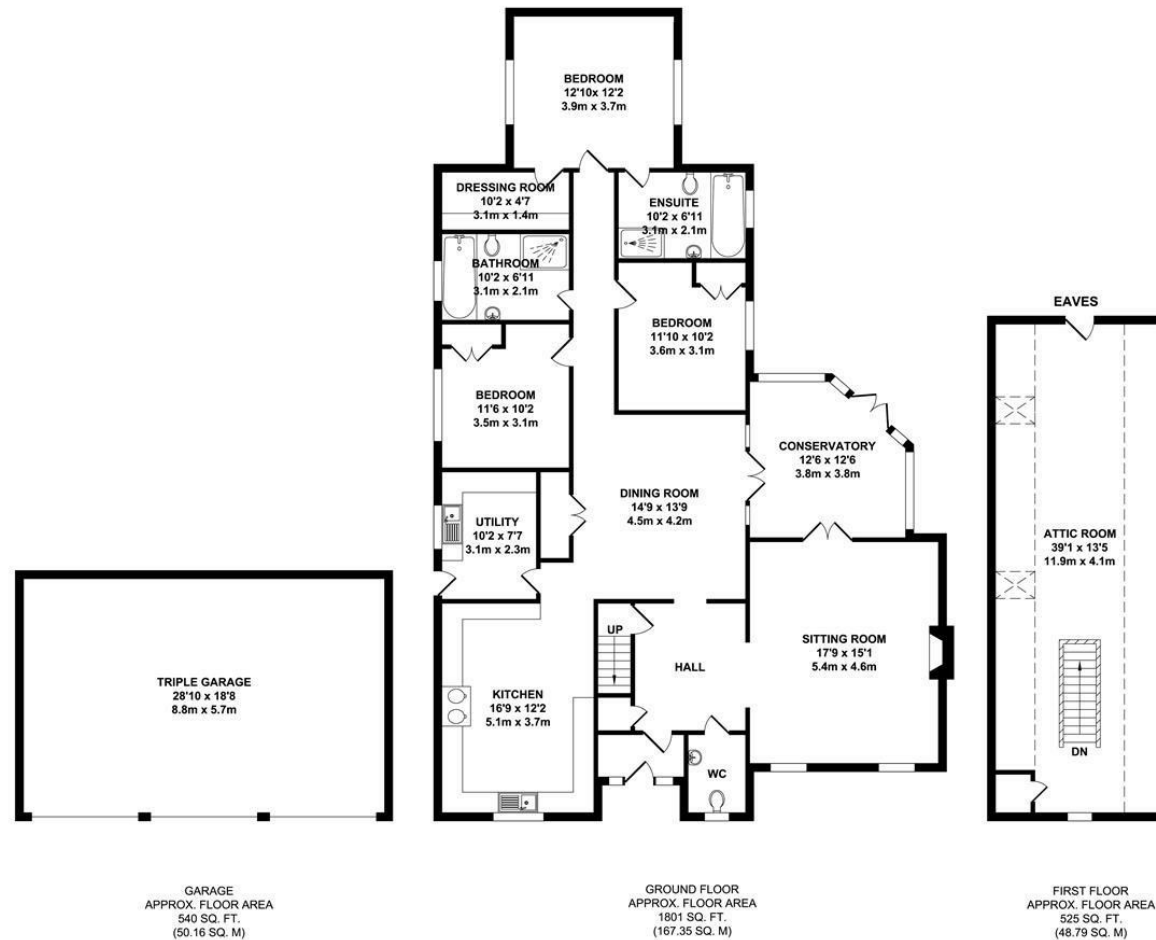 BEDROOM
12'10x 12'2
3.9m x 3.7m
DRESSING ROOM
10'2 x 4'7
3.1m x 1.4m
ENSUITE
10'2 x 6'11
3.1m x 2.1m
BATHROOM
10'2 x 6'11
3.1m x 2.1m
BEDROOM
11'10 x 10'2
3.6m x 3.1m
BEDROOM
11'6 x 10'2
3.5m x 3.1m
CONSERVATORY
12'6 x 12'6
3.8m x 3.8m
DINING ROOM
14'9 x 13'9
4.5m x 4.2m
UTILITY
10'2 x 7'7
3.1m x 2.3m
UP
HALL
SITTING ROOM
17'9 x 15'1
5.4m x 4.6m
KITCHEN
16'9 x 12'2
5.1m x 3.7m
WC
TRIPLE GARAGE
28'10 x 18'8
8.8m x 5.7m
EAVES
ATTIC ROOM
39'1 x 13'5
11.9m x 4.1m
DN
GARAGE
APPROX. FLOOR AREA
540 SQ. FT.
(50.16 SQ. M)
GROUND FLOOR
APPROX. FLOOR AREA
1801 SQ. FT.
(167.35 SQ. M)
FIRST FLOOR
APPROX. FLOOR AREA
525 SQ. FT.
(48.79 SQ. M)